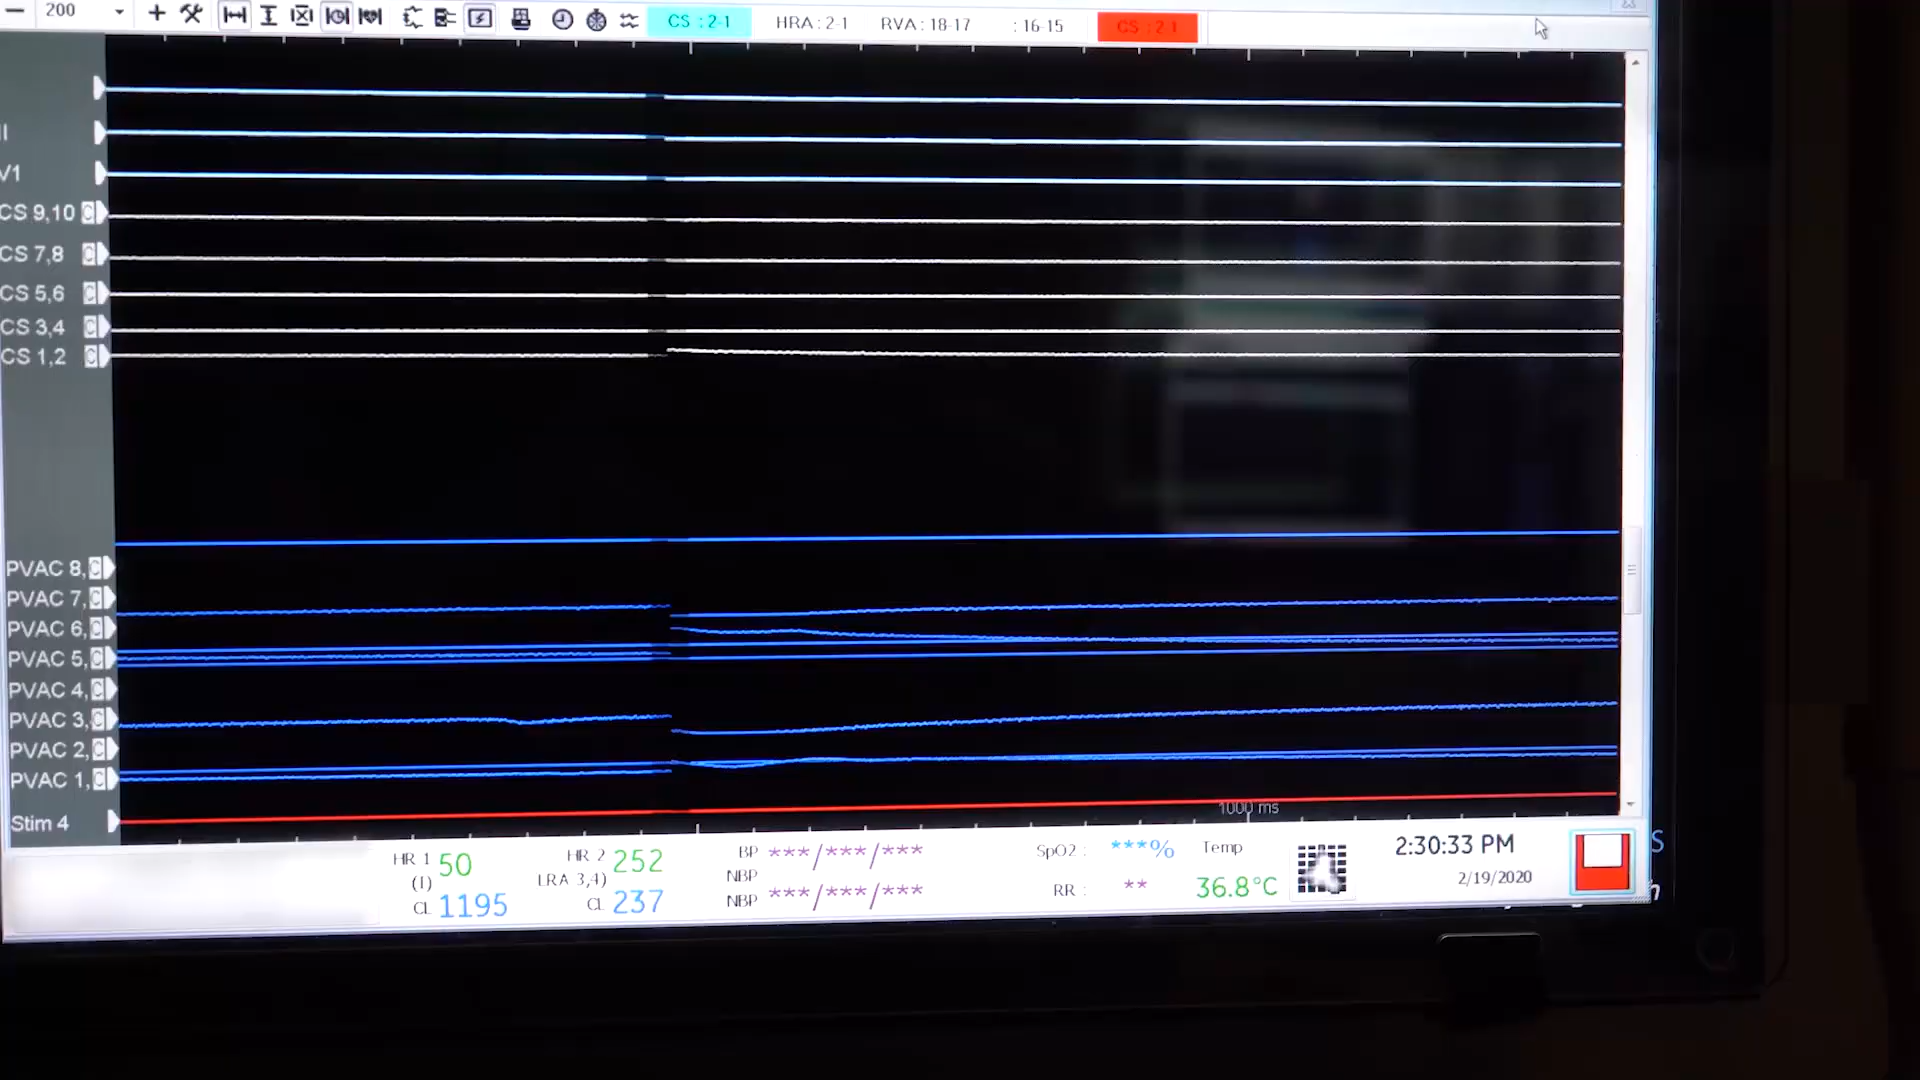 200 CS : 2-1 HRA : 2-1 RVA : 18-17 : 16-15 CS : 2-1
II
V1
CS 9,10 C
CS 7,8 C
CS 5,6 C
CS 3,4 C
CS 1,2 C
PVAC 8, C
PVAC 7, C
PVAC 6, C
PVAC 5, C
PVAC 4, C
PVAC 3, C
PVAC 2, C
PVAC 1, C
Stim 4
1000 ms
HR 1 50
(I)
CL 1195
HR 2 252
LRA 3,4)
CL 237
BP ***/***/***
NBP
NBP ***/***/***
SpO2 : ***%
RR : **
Temp
36.8°C
2:30:33 PM
2/19/2020
S